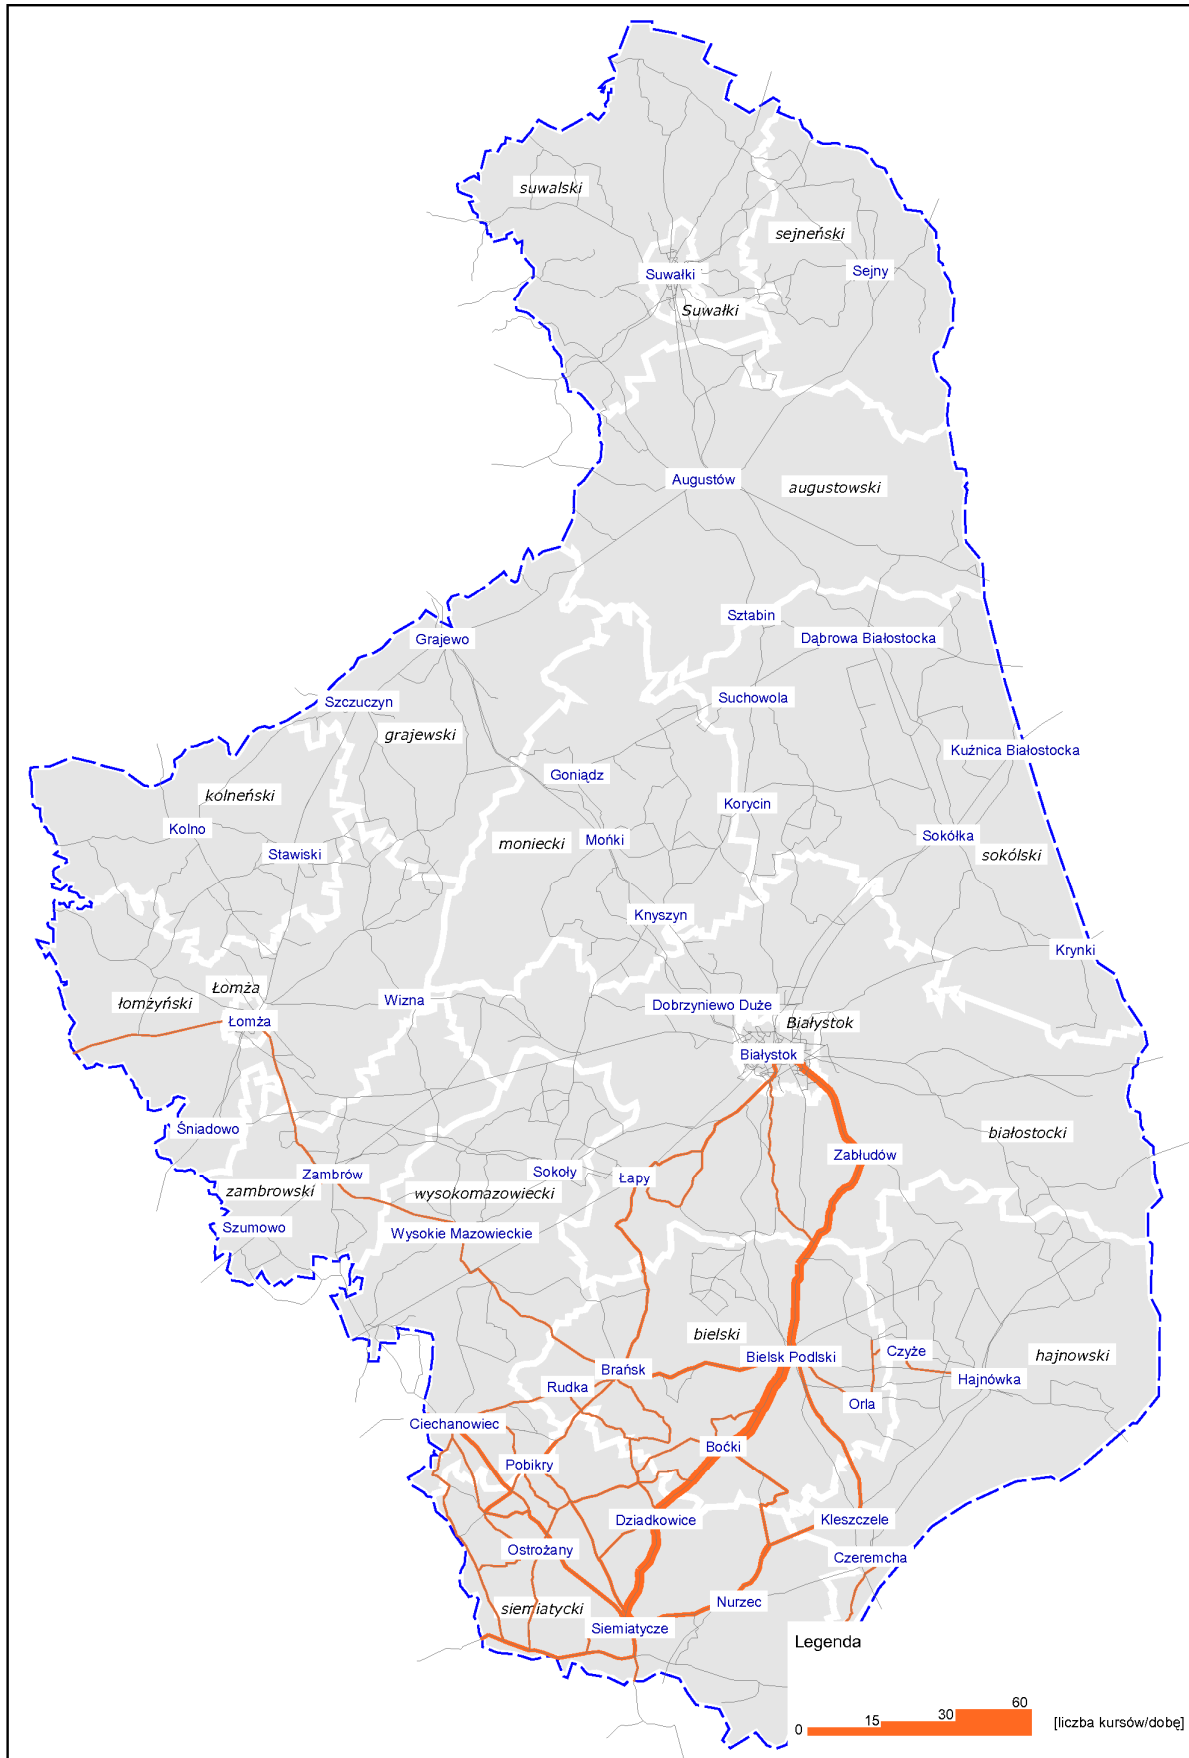 suwalski
sejneński
Sejny
Suwałki
Suwałki
Augustów
augustowski
Sztabin
Grajewo
Dąbrowa Białostocka
Suchowola
Szczuczyn
grajewski
Kuźnica Białostocka
Goniądz
kolneński
Korycin
Kolno
Mońki
moniecki
Sokółka
Stawiski
sokólski
Knyszyn
Krynki
Łomża
łomżyński
Wizna
Dobrzyniewo Duże
Łomża
Białystok
Białystok
Śniadowo
białostocki
Zabłudów
Zambrów
Sokoły
Łapy
zambrowski
wysokomazowiecki
Szumowo
Wysokie Mazowieckie
bielski
Czyże
hajnowski
Bielsk Podlski
Brańsk
Hajnówka
Rudka
Orla
Ciechanowiec
Boćki
Pobikry
Dziadkowice
Kleszczele
Ostrożany
Czeremcha
Nurzec
siemiatycki
Siemiatycze
Legenda
0 15 30 60
[liczba kursów/dobę]